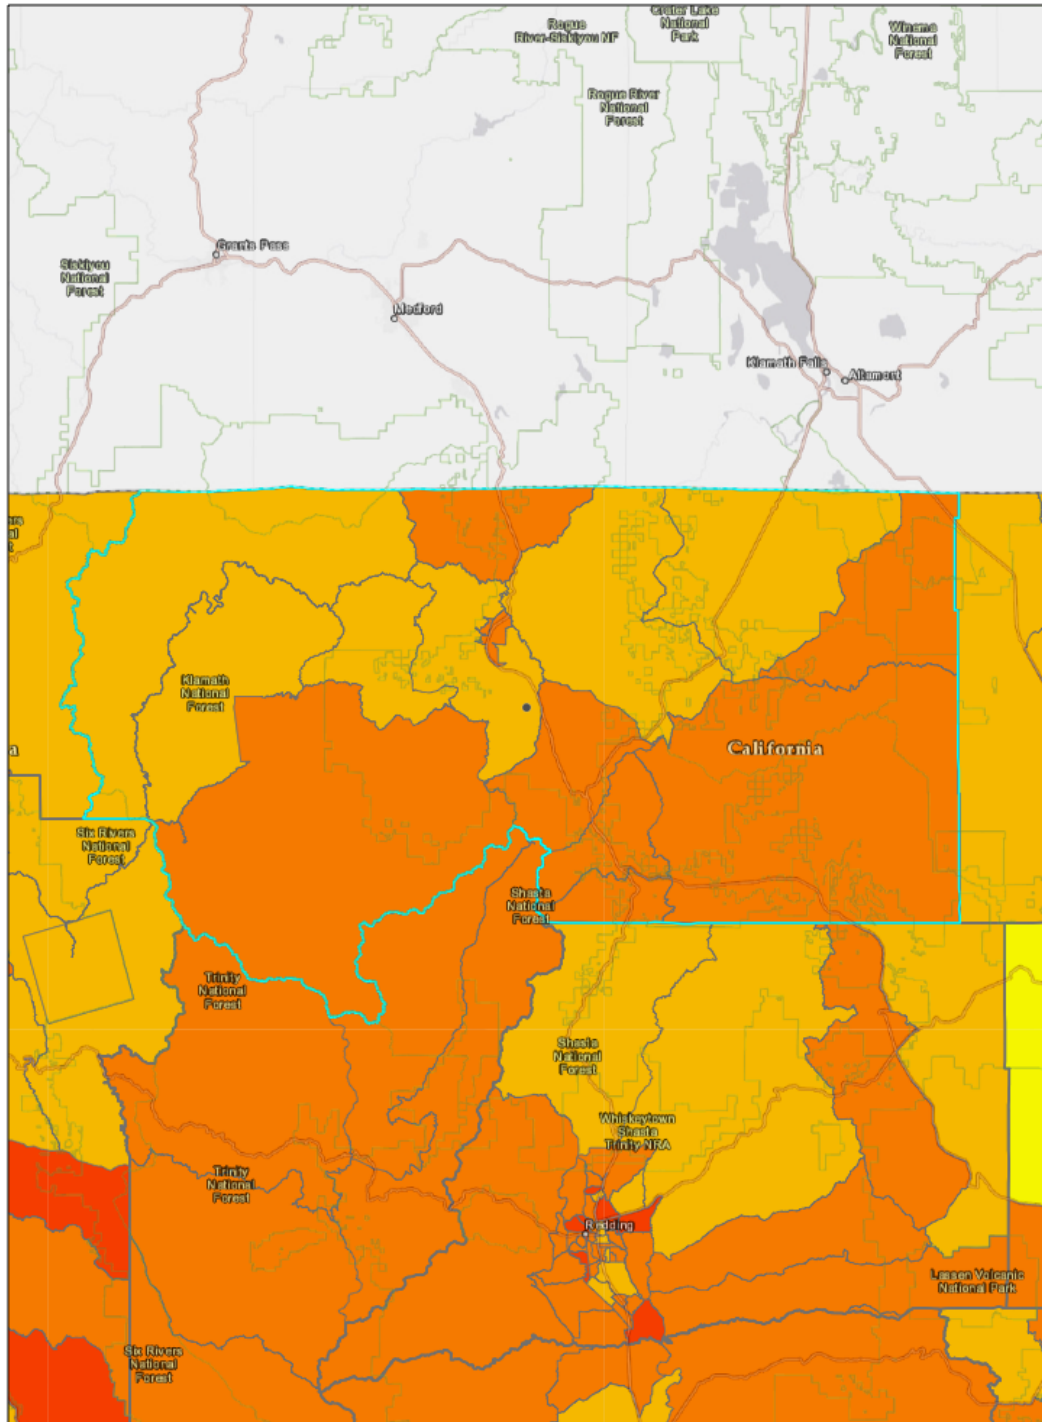 Crater Lake
National
Park
Rogue
River-Siskiyou NF
Winema
National
Forest
Rogue River
National
Forest
Grants Pass
Siskiyou
National
Forest
Medford
Klamath Falls
Altamont
Klamath
National
Forest
California
a
Six Rivers
National
Forest
Shasta
National
Forest
Trinity
National
Forest
Shasta
National
Forest
Whiskeytown
Shasta
Trinity NRA
Trinity
National
Forest
Redding
Lassen Volcanic
National Park
Six Rivers
National
Forest